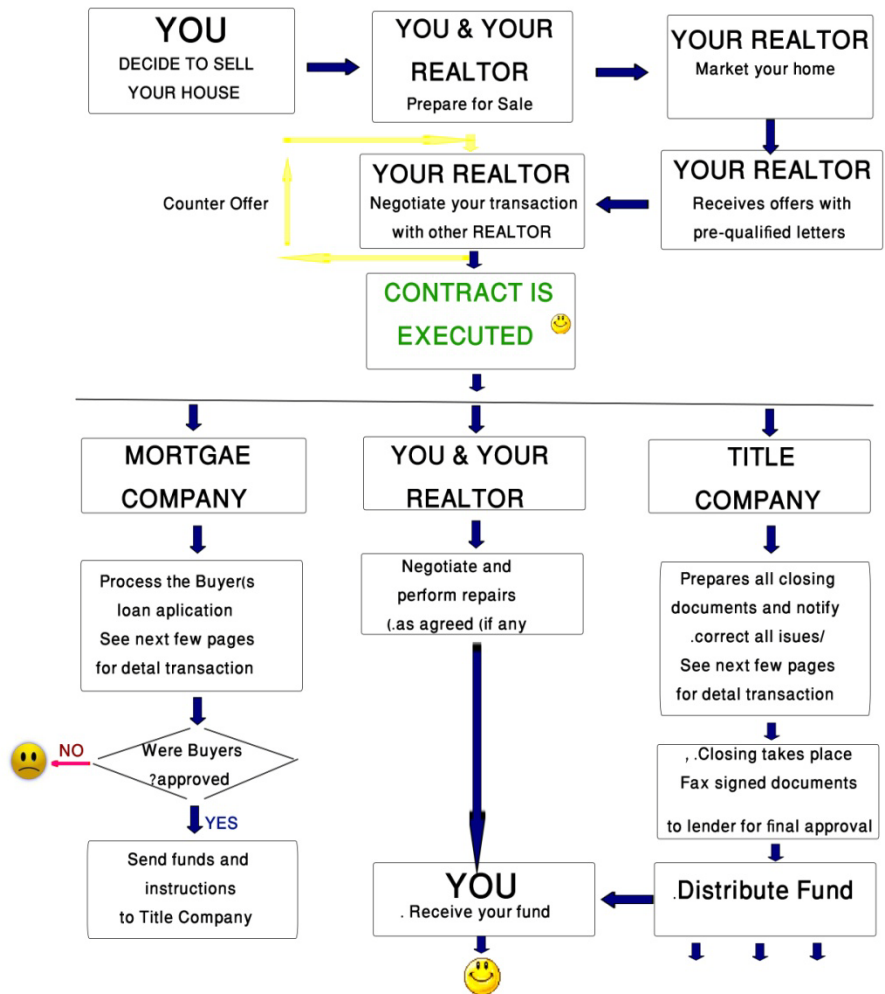 YOU
DECIDE TO SELL
YOUR HOUSE
YOU & YOUR
REALTOR
Prepare for Sale
YOUR REALTOR
Market your home
YOUR REALTOR
Receives offers with
pre-qualified letters
YOUR REALTOR
Negotiate your transaction
with other REALTOR
Counter Offer
CONTRACT IS
EXECUTED
MORTGAE
COMPANY
Process the Buyer(s
loan aplication
See next few pages
for detal transaction
Were Buyers
?approved
NO
YES
Send funds and
instructions
to Title Company
YOU & YOUR
REALTOR
Negotiate and
perform repairs
(.as agreed (if any
YOU
. Receive your fund
TITLE
COMPANY
Prepares all closing
documents and notify
.correct all isues/
See next few pages
for detal transaction
, .Closing takes place
Fax signed documents
to lender for final approval
.Distribute Fund